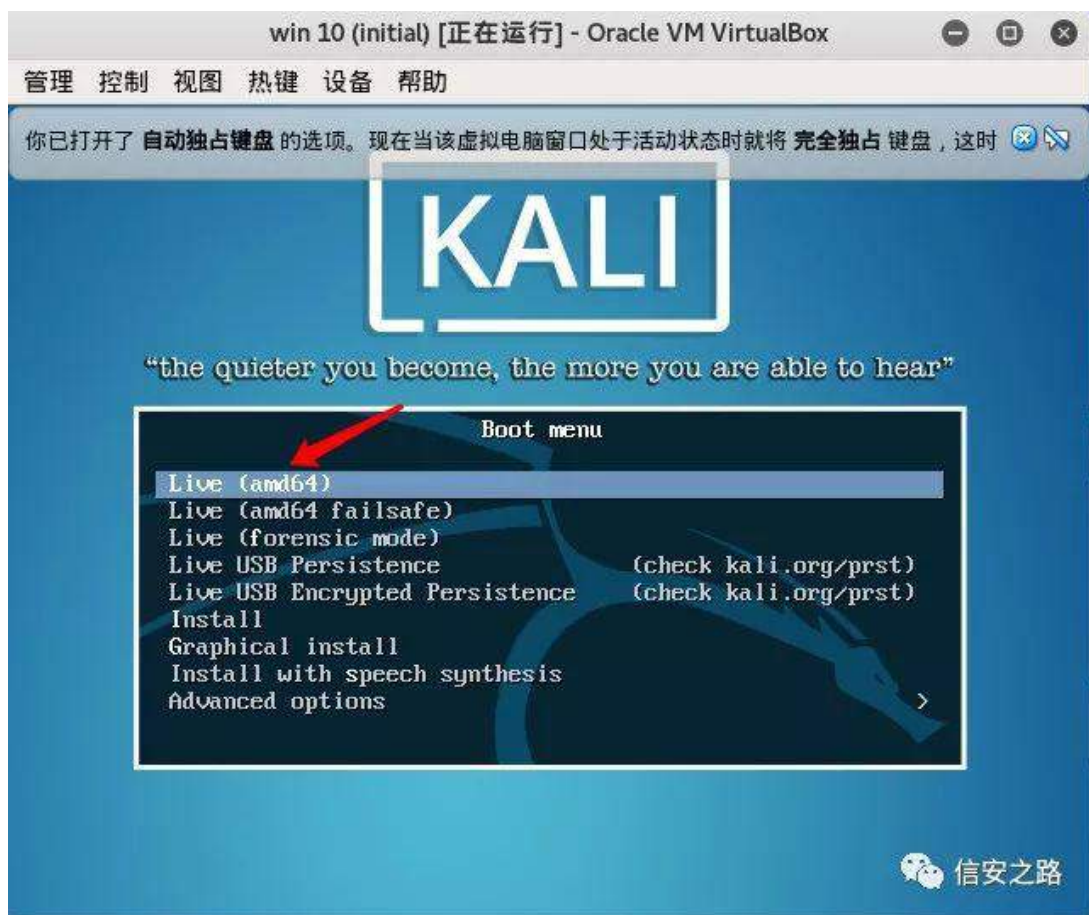 win 10 (initial) [正在运行] - Oracle VM VirtualBox
管理 控制 视图 热键 设备 帮助
你已打开了 自动独占键盘 的选项。现在当该虚拟电脑窗口处于活动状态时就将 完全独占 键盘，这时
KALI
“the quieter you become, the more you are able to hear”
Boot menu
Live (amd64)
Live (amd64 failsafe)
Live (forensic mode)
Live USB Persistence (check kali.org/prst)
Live USB Encrypted Persistence (check kali.org/prst)
Install
Graphical install
Install with speech synthesis
Advanced options >
信安之路